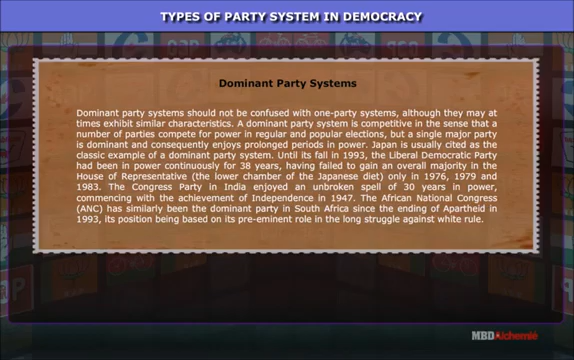 TYPES OF PARTY SYSTEM IN DEMOCRACY
Dominant Party Systems
Dominant party systems should not be confused with one-party systems, although they may at
times exhibit similar characteristics. A dominant party system is competitive in the sense that a
number of parties compete for power in regular and popular elections, but a single major party
is dominant and consequently enjoys prolonged periods in power. Japan is usually cited as the
classic example of a dominant party system. Until its fall in 1993, the Liberal Democratic Party
had been in power continuously for 38 years, having failed to gain an overall majority in the
House of Representative (the lower chamber of the Japanese diet) only in 1976, 1979 and
1983. The Congress Party in India enjoyed an unbroken spell of 30 years in power,
commencing with the achievement of Independence in 1947. The African National Congress
(ANC) has similarly been the dominant party in South Africa since the ending of Apartheid in
1993, its position being based on its pre-eminent role in the long struggle against white rule.
MBDAlchemie